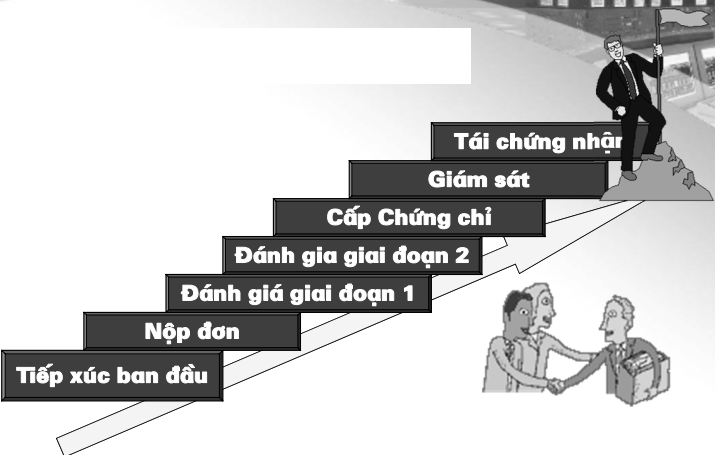 Tái chứng nhận
Giám sát
Cấp Chứng chỉ
Đánh gia giai đoạn 2
Đánh giá giai đoạn 1
Nộp đơn
Tiếp xúc ban đầu